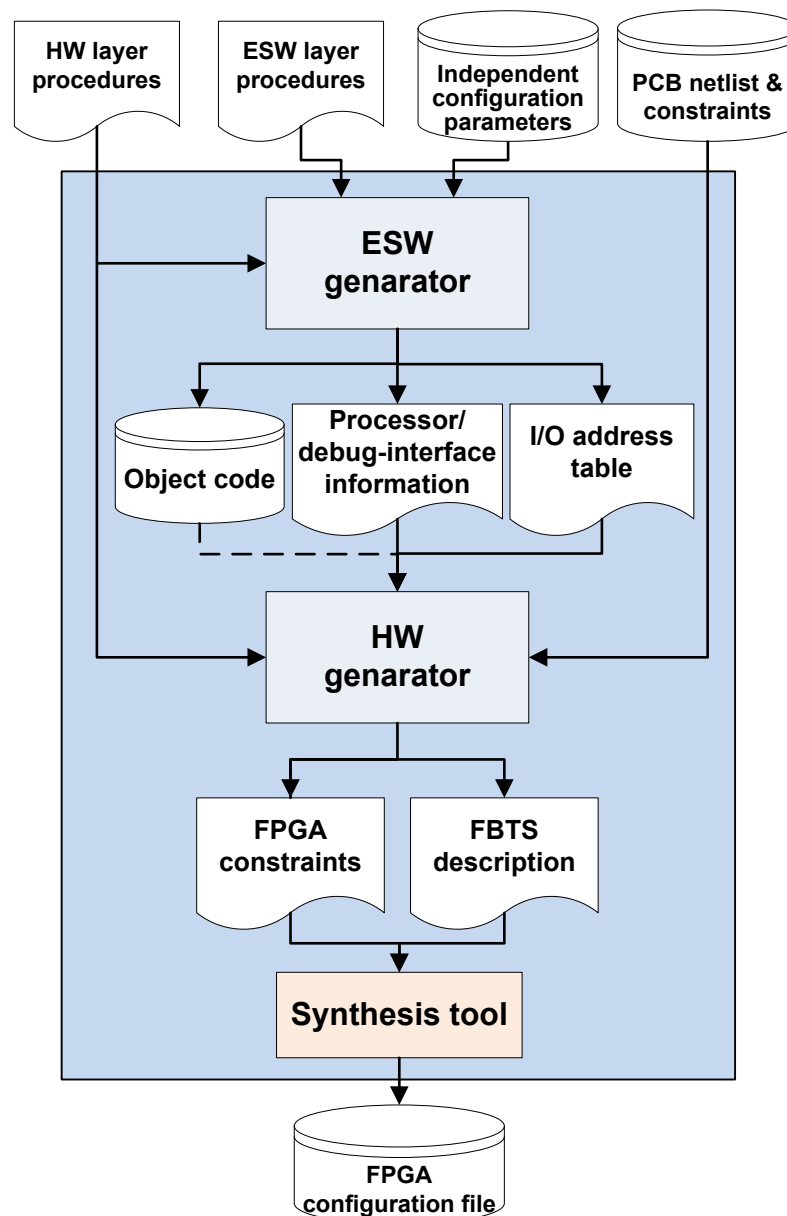 HW layer
procedures
ESW layer
procedures
Independent
configuration
parameters
PCB netlist &
constraints
ESW
genarator
Object code
Processor/
debug-interface
information
I/O address
table
HW
genarator
FPGA
constraints
FBTS
description
Synthesis tool
FPGA
configuration file